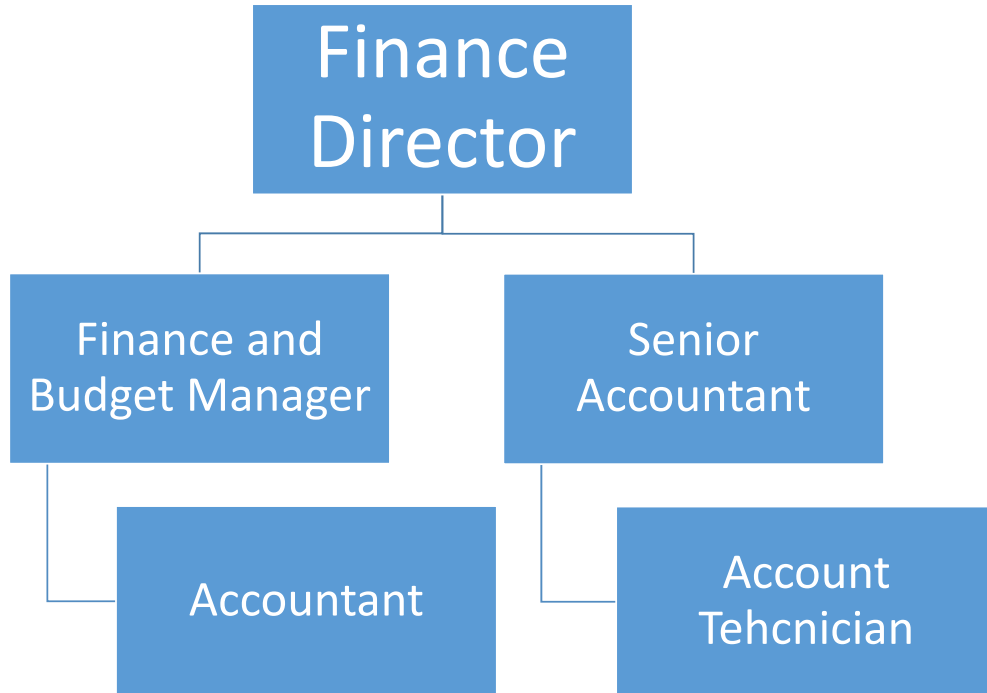 Finance
Director
Finance and
Budget Manager
Senior
Accountant
Accountant
Account
Tehcnician